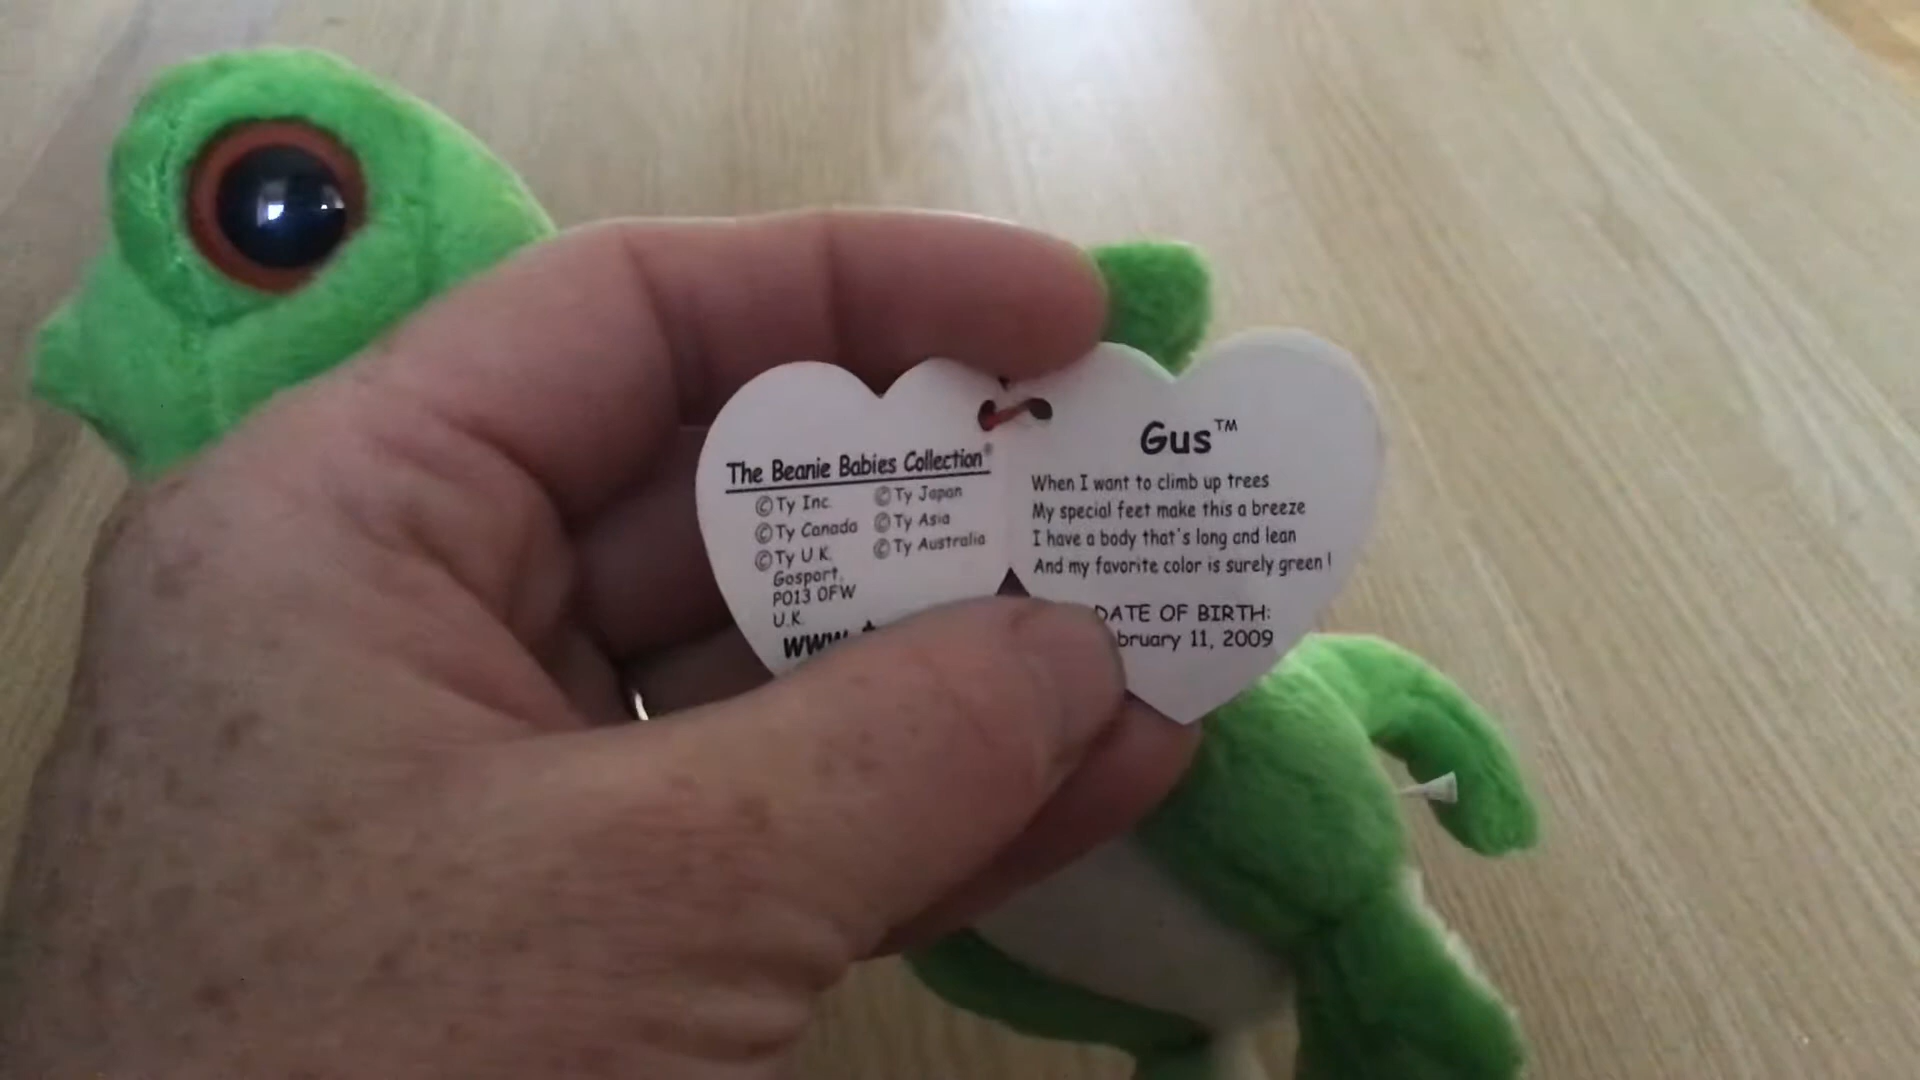 The Beanie Babies Collection®
©Ty Inc.
©Ty Canada
©Ty U.K.
Gosport,
PO13 0FW
U.K.
©Ty Japan
©Ty Asia
©Ty Australia
Gus™
When I want to climb up trees
My special feet make this a breeze
I have a body that's long and lean
And my favorite color is surely green!
DATE OF BIRTH:
11, 2009